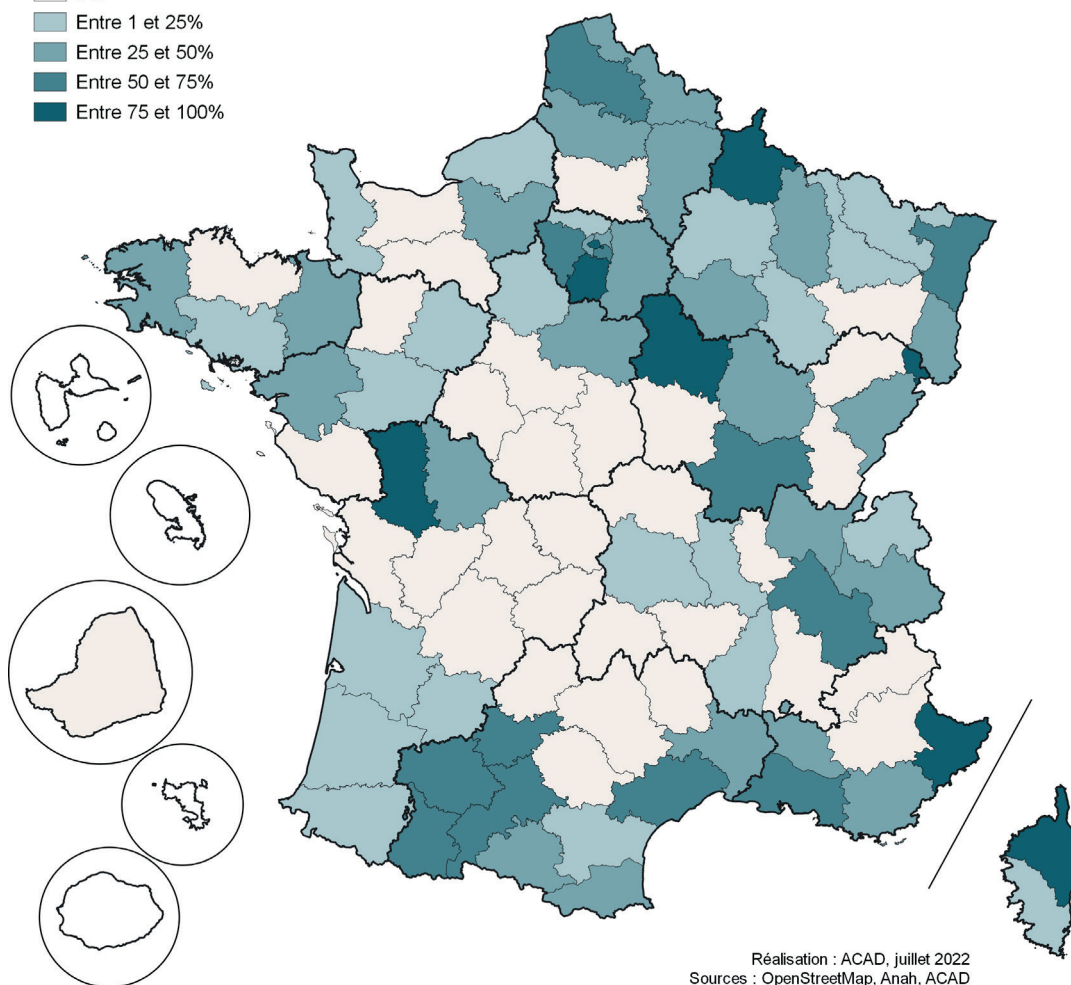 Entre 1 et 25%
Entre 25 et 50%
Entre 50 et 75%
Entre 75 et 100%
Réalisation : ACAD, juillet 2022
Sources : OpenStreetMap, Anah, ACAD